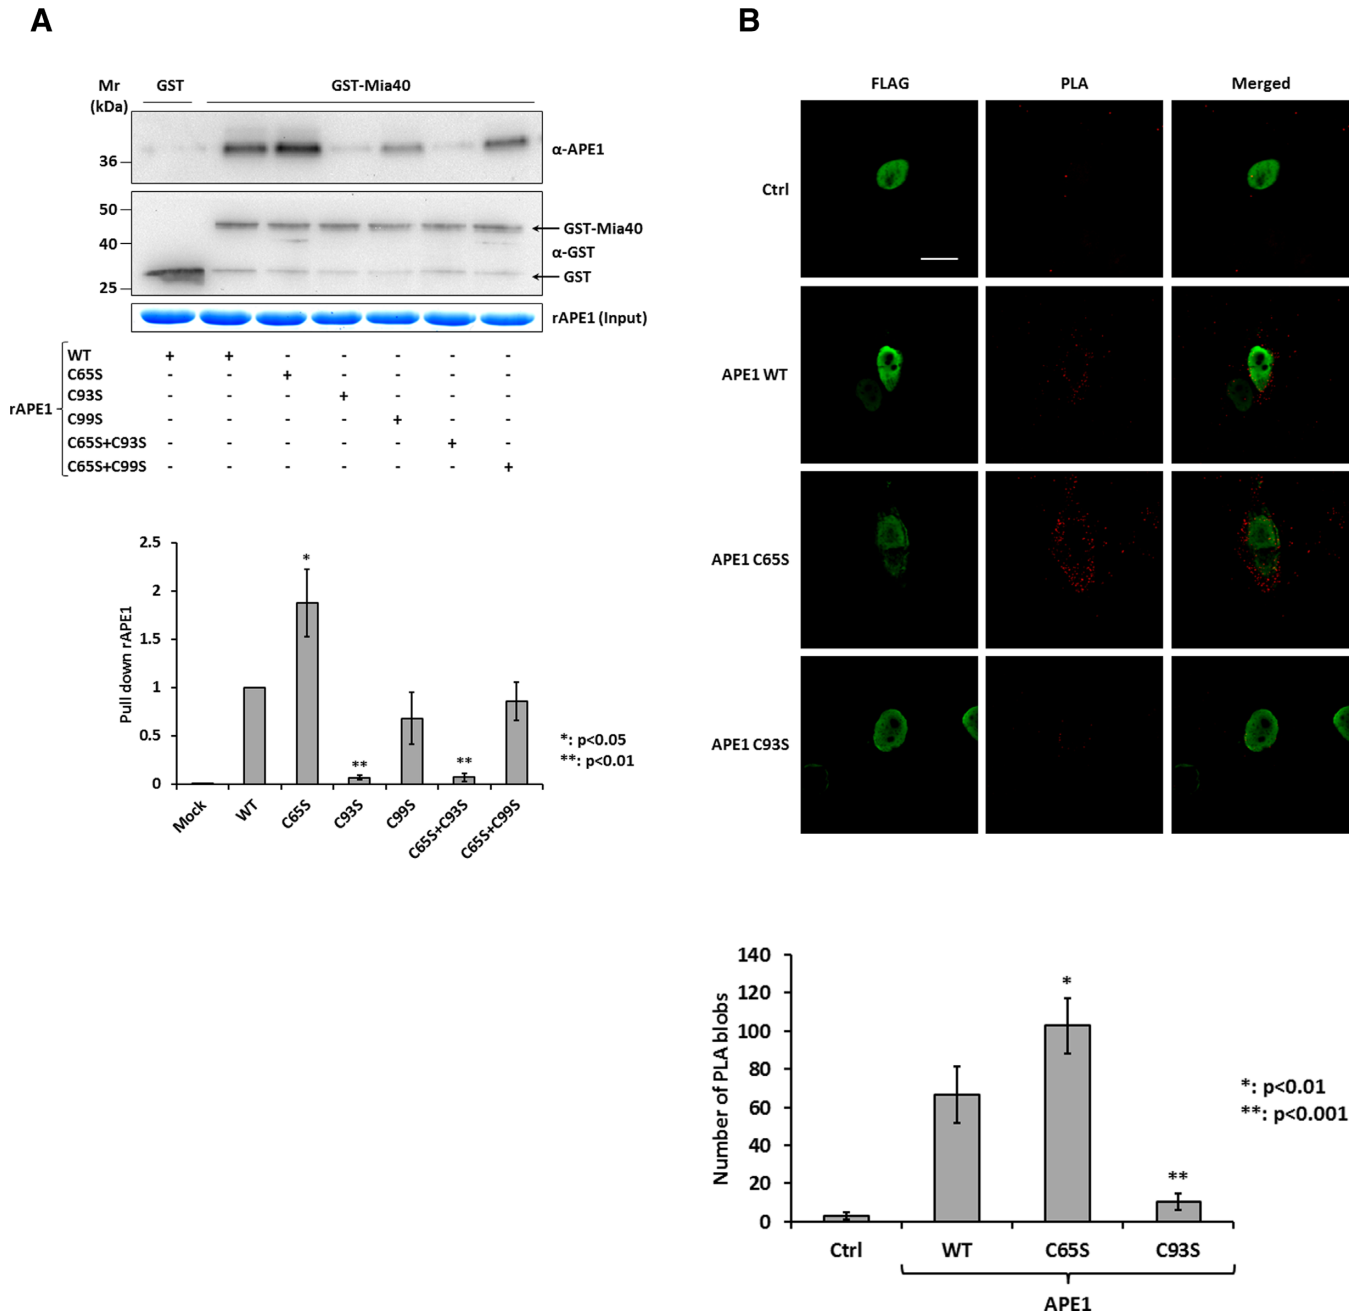 A
Mr
(kDa)
GST
GST-Mia40
36
α-APE1
50
40
25
GST-Mia40
α-GST
GST
rAPE1 (Input)
rAPE1
WT + + - - - - -
C65S - - + - - - -
C93S - - - + - - -
C99S - - - - + - -
C65S+C93S - - - - - + -
C65S+C99S - - - - - - +
Pull down rAPE1
2.5
2
1.5
1
0.5
0
*
**
**
Mock
WT
C65S
C93S
C99S
C65S+C93S
C65S+C99S
*: p<0.05
**: p<0.01
B
FLAG PLA Merged
Ctrl
APE1 WT
APE1 C65S
APE1 C93S
Number of PLA blobs
140
120
100
80
60
40
20
0
*
**
Ctrl WT C65S C93S
APE1
*: p<0.01
**: p<0.001